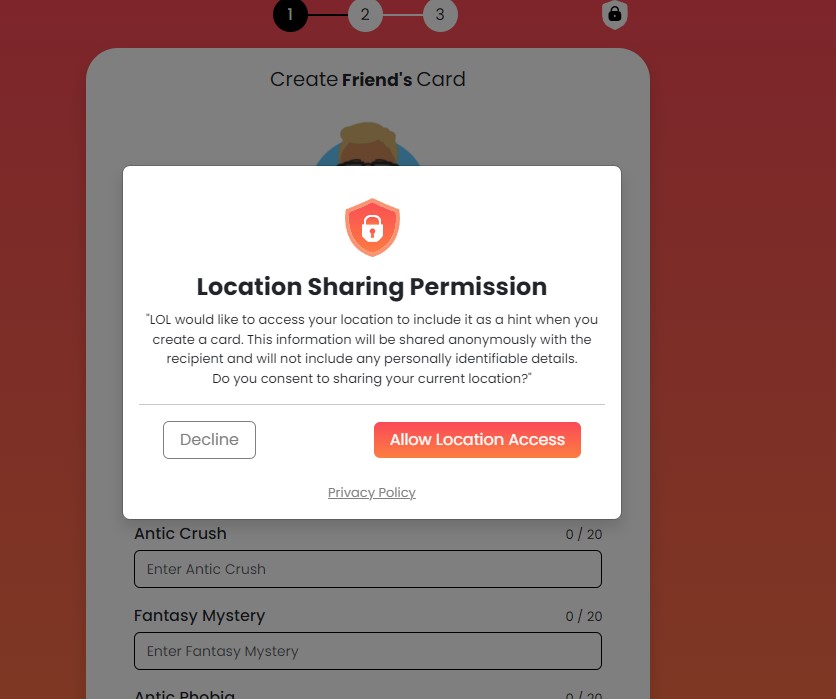 1 2 3
Create Friend's Card
Location Sharing Permission
"LOL would like to access your location to include it as a hint when you
create a card. This information will be shared anonymously with the
recipient and will not include any personally identifiable details.
Do you consent to sharing your current location?"
Decline Allow Location Access
Privacy Policy
Antic Crush 0 / 20
Enter Antic Crush
Fantasy Mystery 0 / 20
Enter Fantasy Mystery
Antic Phobia 0 / 20